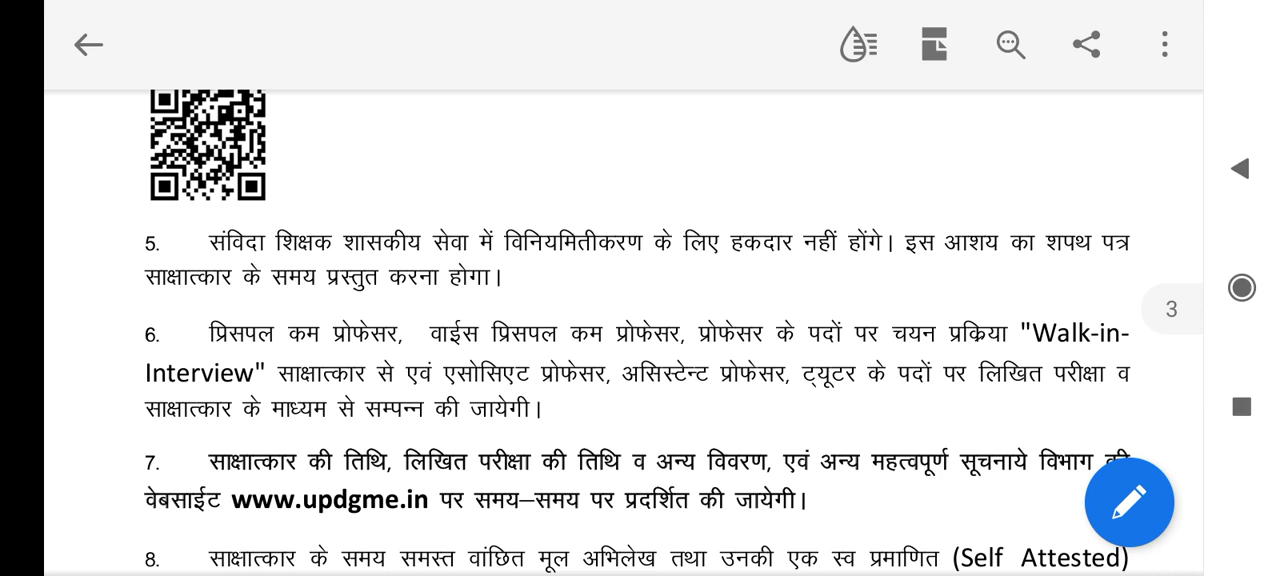 5. संविदा शिक्षक शासकीय सेवा में विनियमितीकरण के लिए हकदार नहीं होंगे। इस आशय का शपथ पत्र
साक्षात्कार के समय प्रस्तुत करना होगा।
3
6. प्रिसपल कम प्रोफेसर, वाईस प्रिसपल कम प्रोफेसर, प्रोफेसर के पदों पर चयन प्रक्रिया "Walk-in-
Interview" साक्षात्कार से एवं एसोसिएट प्रोफेसर, असिस्टेन्ट प्रोफेसर, ट्यूटर के पदों पर लिखित परीक्षा व
साक्षात्कार के माध्यम से सम्पन्न की जायेगी।
7. साक्षात्कार की तिथि, लिखित परीक्षा की तिथि व अन्य विवरण, एवं अन्य महत्वपूर्ण सूचनाये विभाग की
वेबसाईट www.updgme.in पर समय–समय पर प्रदर्शित की जायेगी।
8. साक्षात्कार के समय समस्त वांछित मूल अभिलेख तथा उनकी एक स्व प्रमाणित (Self Attested)